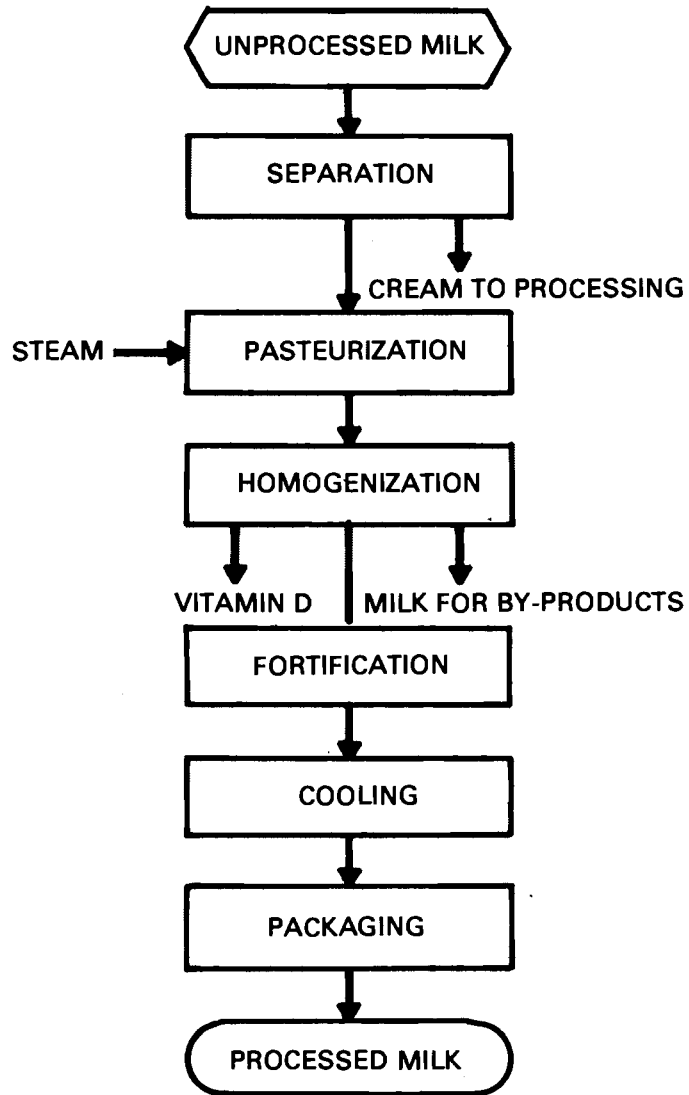 UNPROCESSED MILK
SEPARATION
CREAM TO PROCESSING
STEAM
PASTEURIZATION
HOMOGENIZATION
VITAMIN D
MILK FOR BY-PRODUCTS
FORTIFICATION
COOLING
PACKAGING
PROCESSED MILK